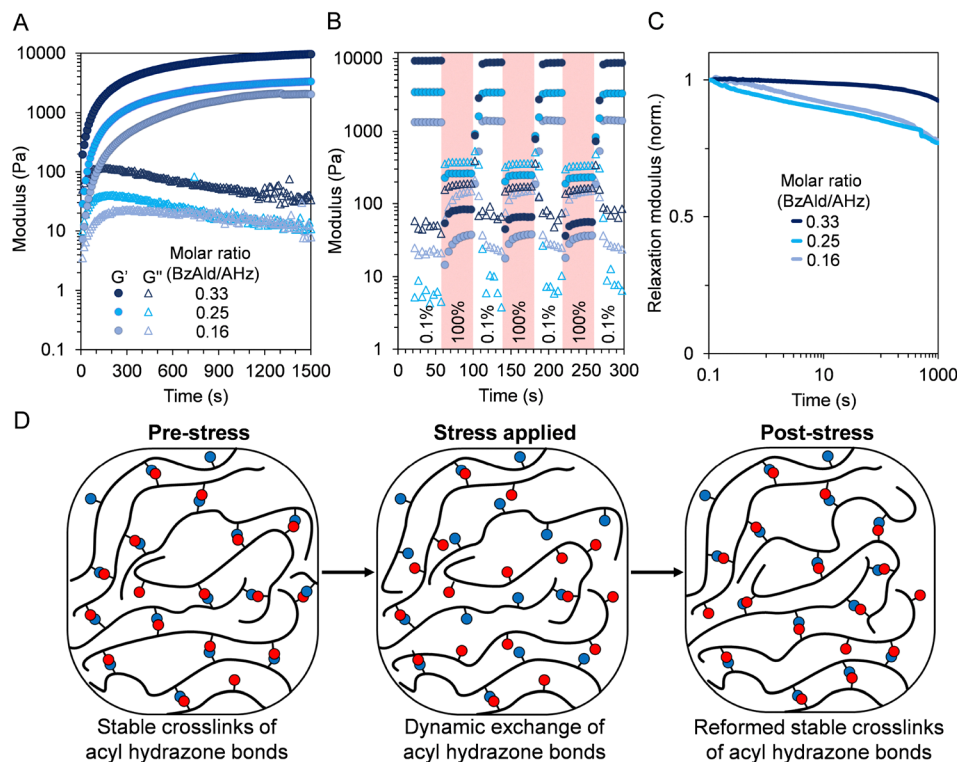 A
Modulus (Pa)
10000
1000
100
10
1
0.1
0 300 600 900 1200 1500
Time (s)
Molar ratio
G' G" (BzAld/AHz)
0.33
0.25
0.16
B
Modulus (Pa)
10000
1000
100
10
1
0.1% 100% 0.1% 100% 0.1% 100% 0.1%
0 50 100 150 200 250 300
Time (s)
C
Relaxation mdoulus (norm.)
1
0.5
0
0.1 10 1000
Time (s)
Molar ratio
(BzAld/AHz)
0.33
0.25
0.16
D
Pre-stress
Stable crosslinks of
acyl hydrazone bonds
Stress applied
Dynamic exchange of
acyl hydrazone bonds
Post-stress
Reformed stable crosslinks
of acyl hydrazone bonds